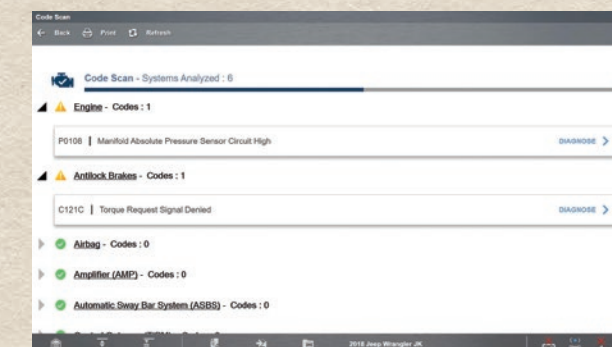 Code Scan
Back Print Refresh
Code Scan - Systems Analyzed : 6
Engine - Codes : 1
P0108 | Manifold Absolute Pressure Sensor Circuit High DIAGNOSE
Antilock Brakes - Codes : 1
C121C | Torque Request Signal Denied DIAGNOSE
Airbag - Codes : 0
Amplifier (AMP) - Codes : 0
Automatic Sway Bar System (ASBS) - Codes : 0
2018 Jeep Wrangler JK